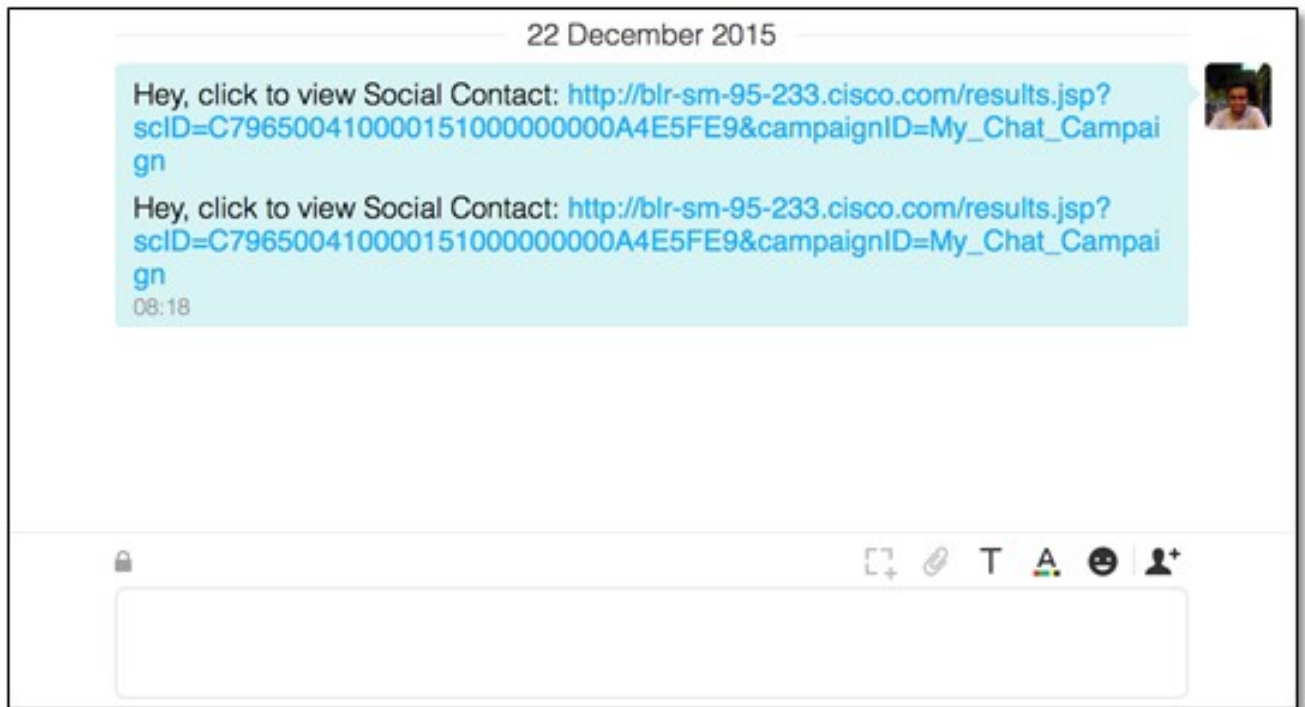 22 December 2015
Hey, click to view Social Contact: http://blr-sm-95-233.cisco.com/results.jsp?
scID=C7965004100001510000000000A4E5FE9&campaignID=My_Chat_Campai
gn
Hey, click to view Social Contact: http://blr-sm-95-233.cisco.com/results.jsp?
scID=C7965004100001510000000000A4E5FE9&campaignID=My_Chat_Campai
gn
08:18
T
A